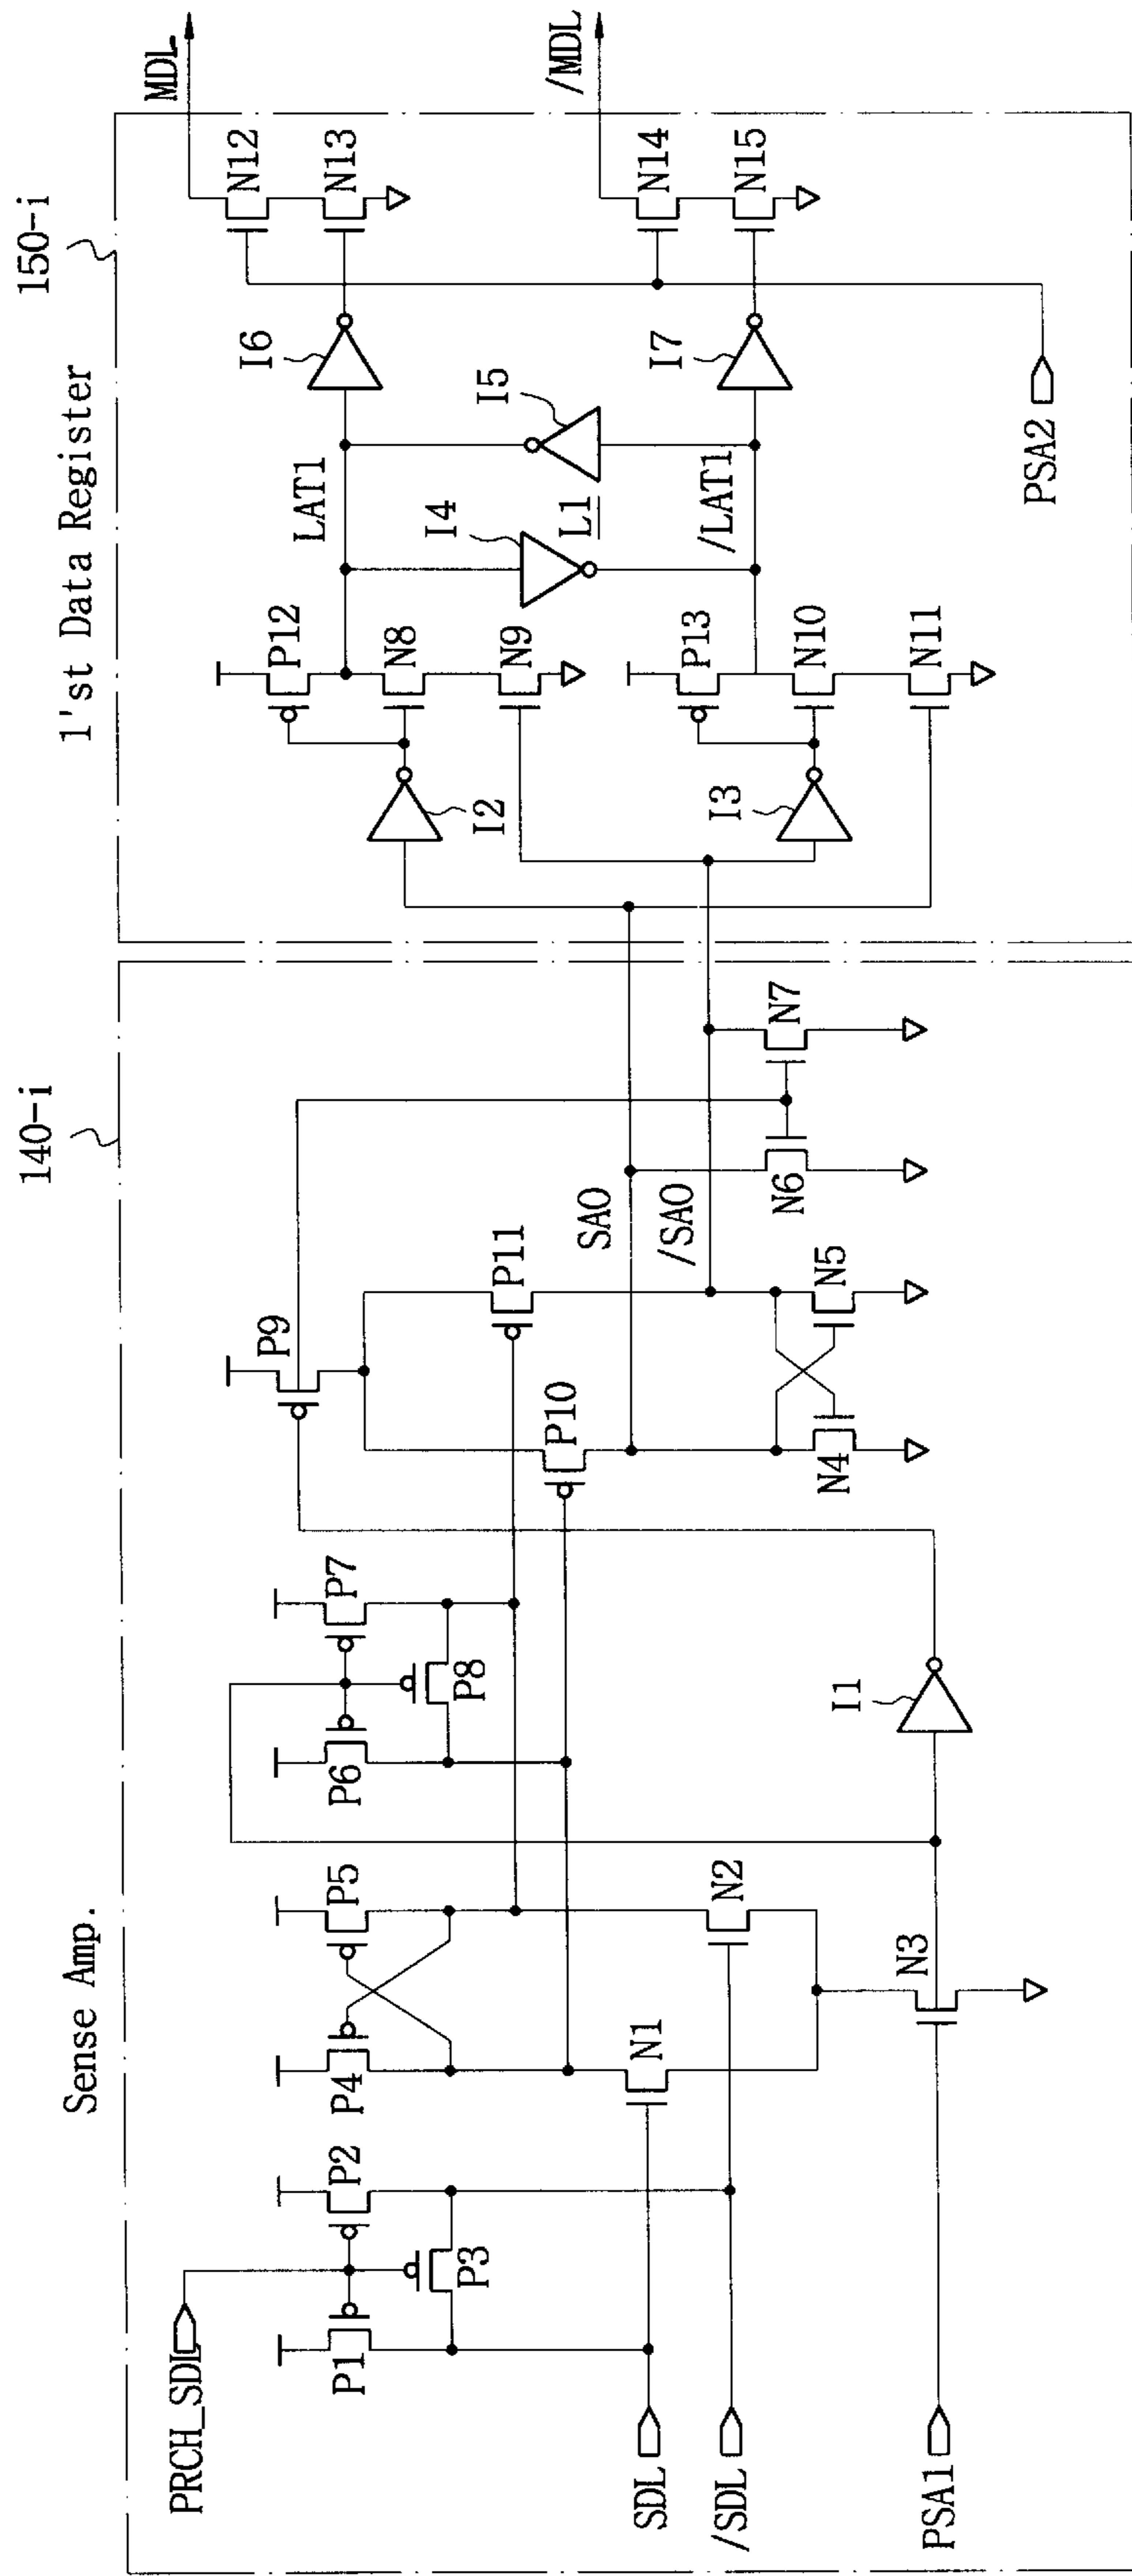 140-i
150-i
Sense Amp.
1'st Data Register
PRCH_SDL
P1
P2
P3
P4
P5
P6
P7
P8
P9
P10
P11
SDL
/SDL
PSA1
N1
N2
N3
I1
N4
N5
SAO
/SAO
N6
N7
I2
I3
P12
N8
N9
P13
N10
N11
LAT1
/LAT1
I4
I5
L1
I6
I7
N12
N13
N14
N15
MDL
/MDL
PSA2